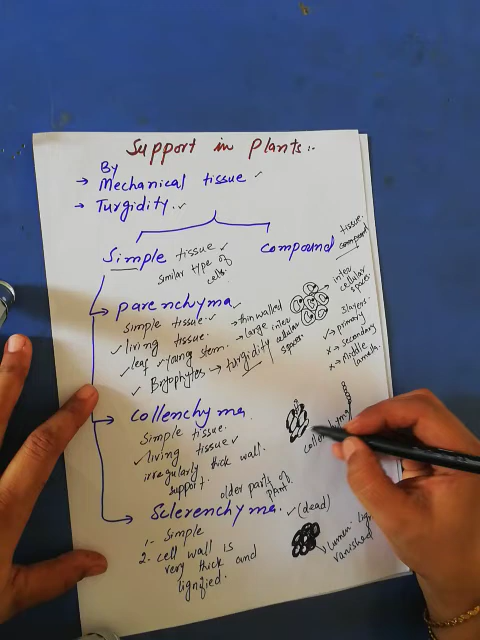 Support in Plants:-
By
→ Mechanical tissue ✓
→ Turgidity ✓
Simple tissue ✓
similar type of
cells.
compound
tissue
compound
parenchyma
simple tissue ✓
✓ living tissue.
✓ leaf young stem.
✓ Bryophytes → turgidity
→ thin walled
→ large inter
cellular
spaces.
inter
cellular
spaces
3 layers.
✓→ primary
x → secondary
x → middle
lamella.
Collenchyma
Simple tissue.
✓ living tissue ✓
irregularly thick wall.
support.
collenchyma
older parts of
plant
Sclerenchyma. ✓ (dead)
1- Simple
2- cell wall is
very thick and
lignified.
lumen